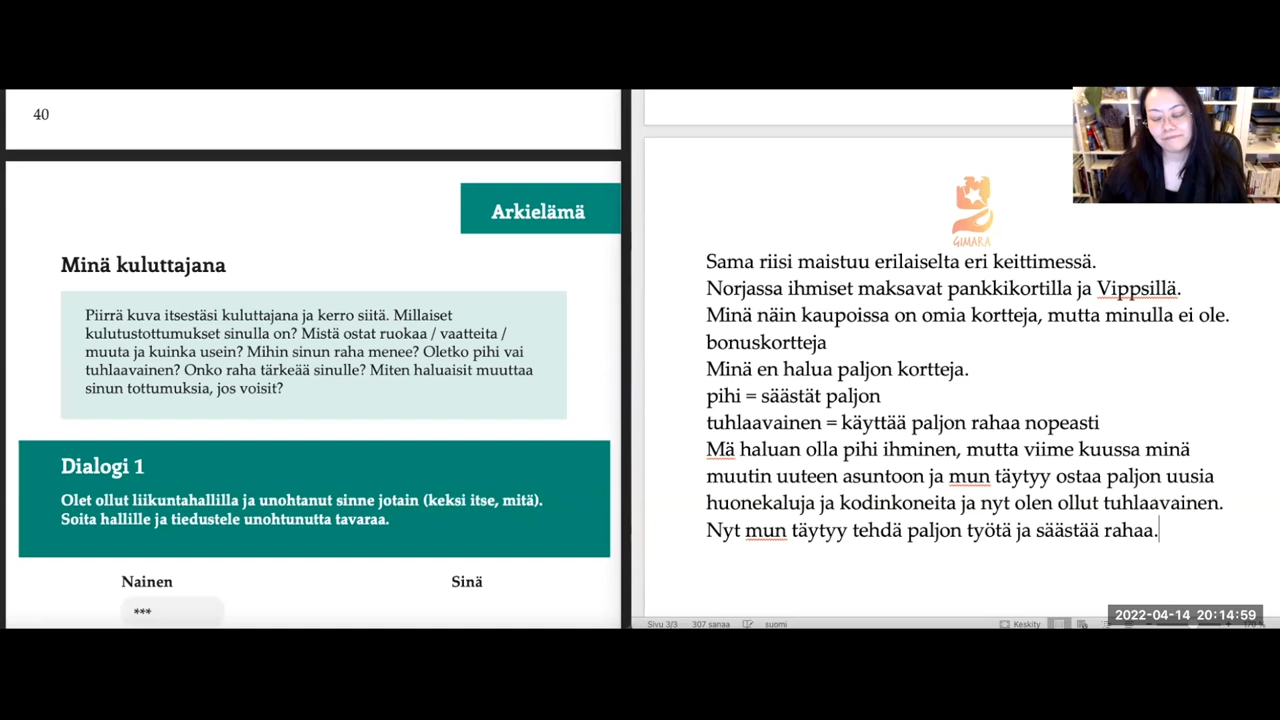 40
Arkielämä
Minä kuluttajana
Piirrä kuva itsestäsi kuluttajana ja kerro siitä. Millaiset
kulutustottumukset sinulla on? Mistä ostat ruokaa / vaatteita /
muuta ja kuinka usein? Mihin sinun raha menee? Oletko pihi vai
tuhlaavainen? Onko raha tärkeää sinulle? Miten haluaisit muuttaa
sinun tottumuksia, jos voisit?
Dialogi 1
Olet ollut liikuntahallilla ja unohtanut sinne jotain (keksi itse, mitä).
Soita hallille ja tiedustele unohtunutta tavaraa.
Nainen Sinä
***
GIMARA
Sama riisi maistuu erilaiselta eri keittimessä.
Norjassa ihmiset maksavat pankkikortilla ja Vippsillä.
Minä näin kaupoissa on omia kortteja, mutta minulla ei ole.
bonuskortteja
Minä en halua paljon kortteja.
pihi = säästät paljon
tuhlaavainen = käyttää paljon rahaa nopeasti
Mä haluan olla pihi ihminen, mutta viime kuussa minä
muutin uuteen asuntoon ja mun täytyy ostaa paljon uusia
huonekaluja ja kodinkoneita ja nyt olen ollut tuhlaavainen.
Nyt mun täytyy tehdä paljon työtä ja säästää rahaa.
Sivu 3/3 307 sanaa suomi Keskity
2022-04-14 20:14:59